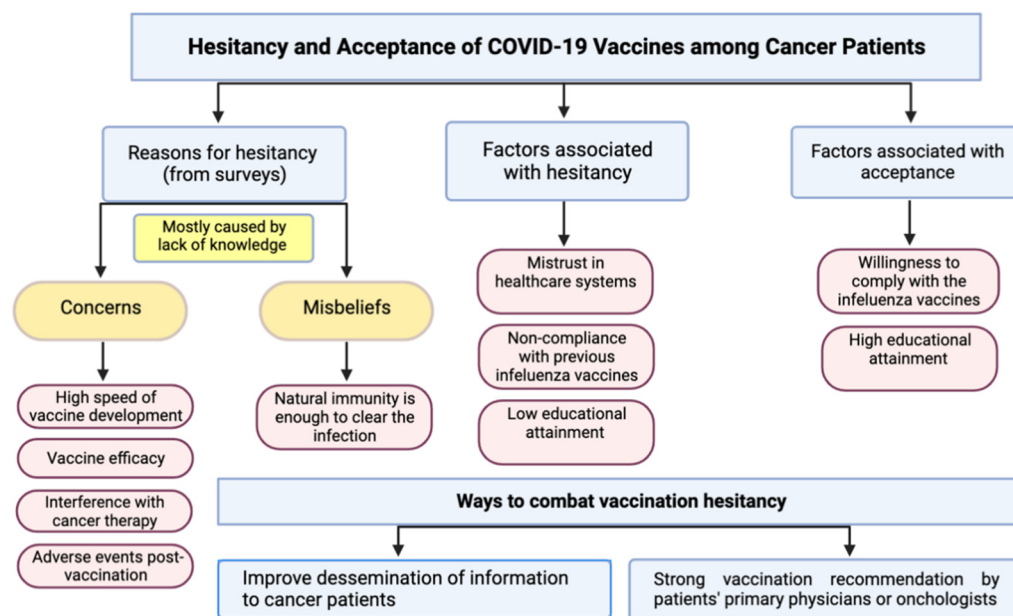 Hesitancy and Acceptance of COVID-19 Vaccines among Cancer Patients
Reasons for hesitancy
(from surveys)
Mostly caused by
lack of knowledge
Concerns
High speed of
vaccine development
Vaccine efficacy
Interference with
cancer therapy
Adverse events post-
vaccination
Misbeliefs
Natural immunity is
enough to clear the
infection
Factors associated
with hesitancy
Mistrust in
healthcare systems
Non-compliance
with previous
infeluenza vaccines
Low educational
attainment
Factors associated with
acceptance
Willingness to
comply with the
infeluenza vaccines
High educational
attainment
Ways to combat vaccination hesitancy
Improve dessemination of information
to cancer patients
Strong vaccination recommendation by
patients' primary physicians or onchologists